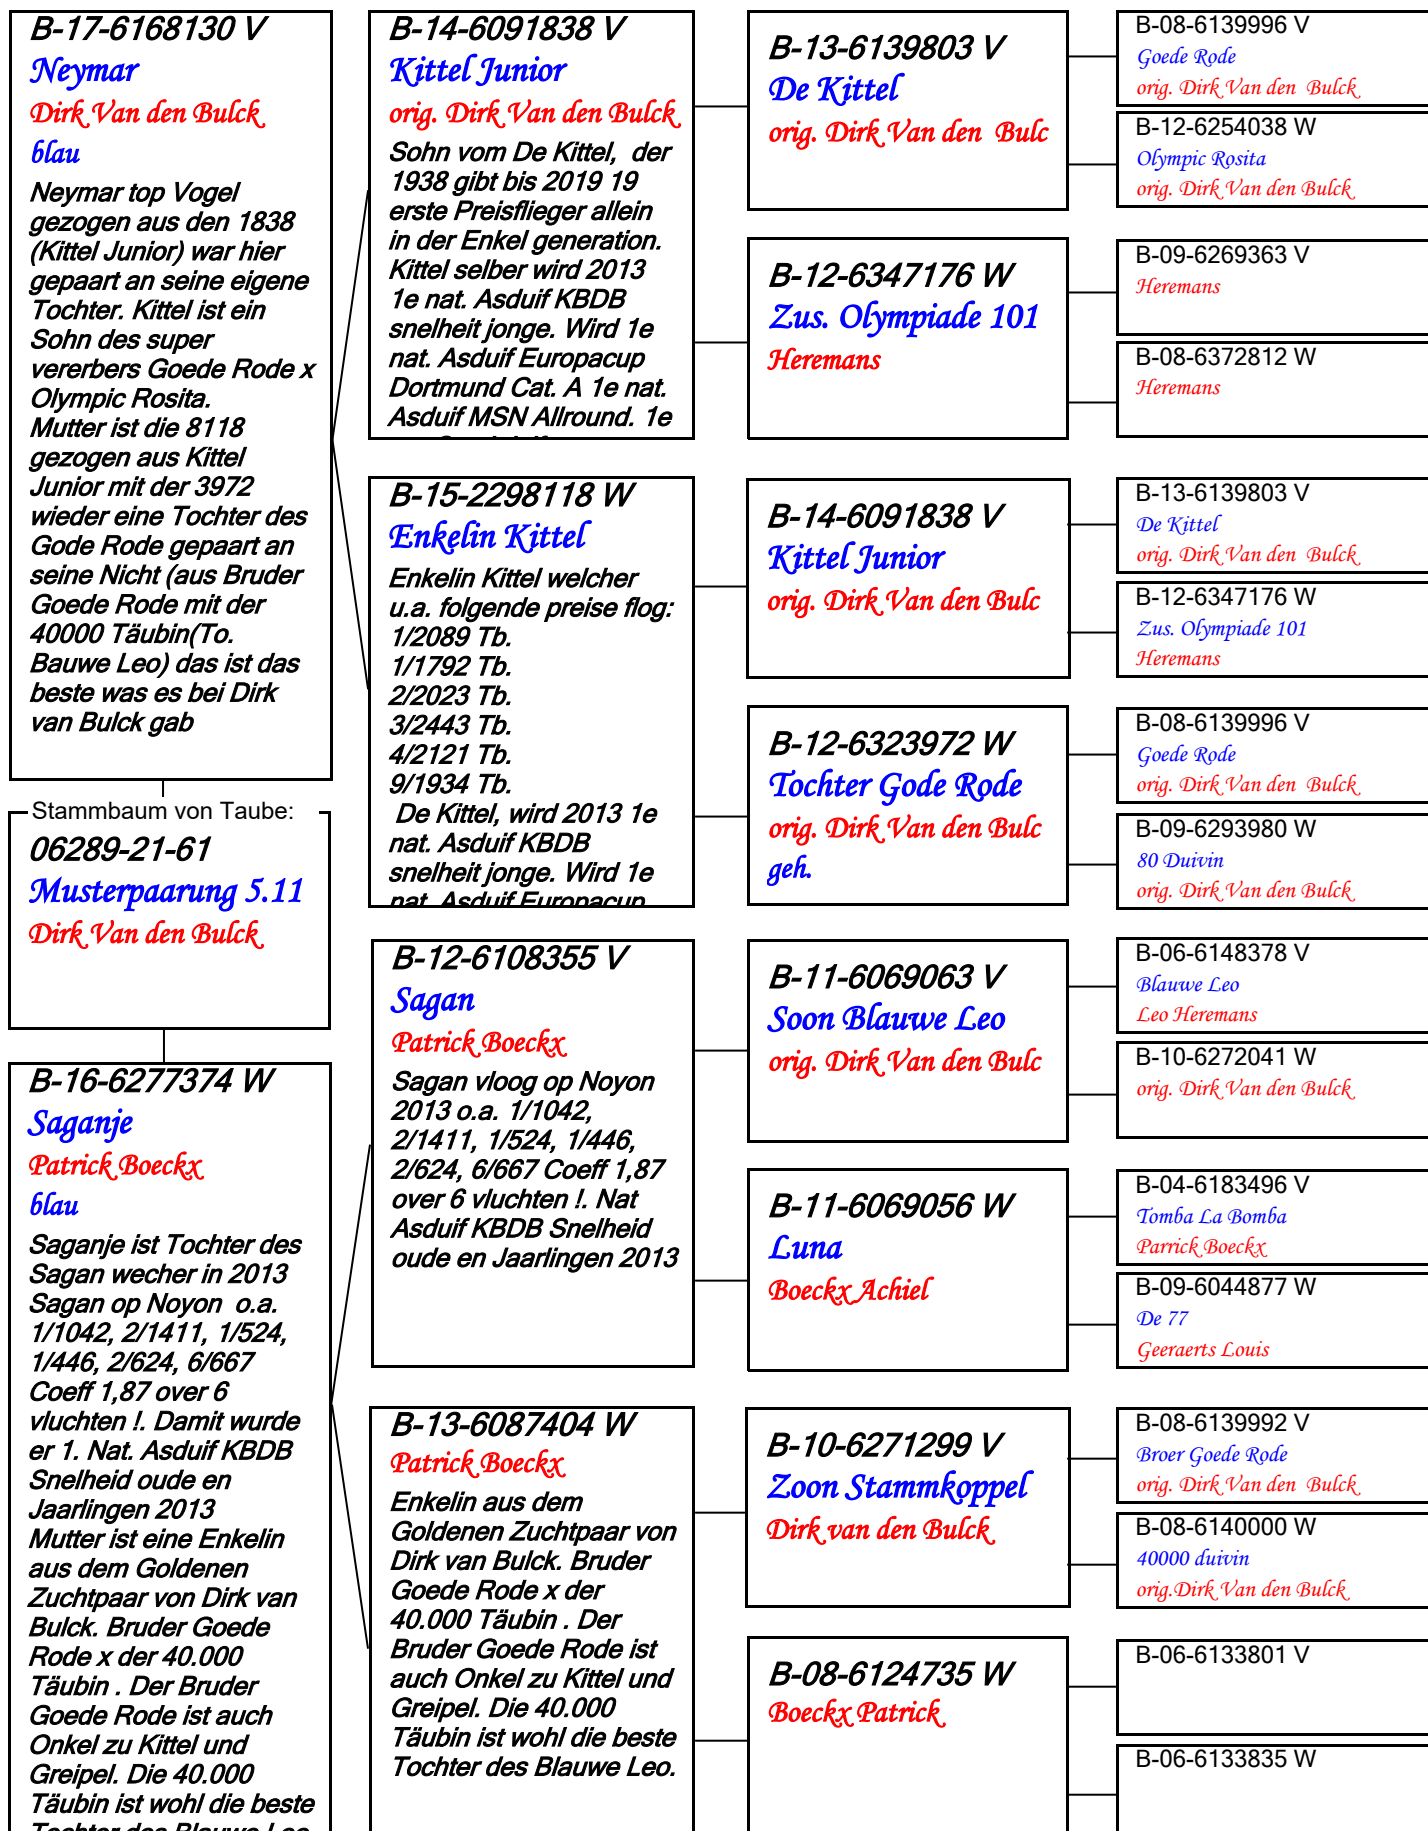 B-17-6168130 V
Neymar
Dirk Van den Bulck
blau
Neymar top Vogel
gezogen aus den 1838
(Kittel Junior) war hier
gepaart an seine eigene
Tochter. Kittel ist ein
Sohn des super
vererbers Goede Rode x
Olympic Rosita.
Mutter ist die 8118
gezogen aus Kittel
Junior mit der 3972
wieder eine Tochter des
Gode Rode gepaart an
seine Nicht (aus Bruder
Goede Rode mit der
40000 Täubin(To.
Bauwe Leo) das ist das
beste was es bei Dirk
van Bulck gab
Stammbaum von Taube:
06289-21-61
Musterpaarung 5.11
Dirk Van den Bulck
B-16-6277374 W
Saganje
Patrick Boeckx
blau
Saganje ist Tochter des
Sagan wecher in 2013
Sagan op Noyon o.a.
1/1042, 2/1411, 1/524,
1/446, 2/624, 6/667
Coeff 1,87 over 6
vluchten !. Damit wurde
er 1. Nat. Asduif KBDB
Snelheid oude en
Jaarlingen 2013
Mutter ist eine Enkelin
aus dem Goldenen
Zuchtpaar von Dirk van
Bulck. Bruder Goede
Rode x der 40.000
Täubin . Der Bruder
Goede Rode ist auch
Onkel zu Kittel und
Greipel. Die 40.000
Täubin ist wohl die beste
Tochter des Blauwe Leo
B-14-6091838 V
Kittel Junior
orig. Dirk Van den Bulck
Sohn vom De Kittel, der
1938 gibt bis 2019 19
erste Preisflieger allein
in der Enkel generation.
Kittel selber wird 2013
1e nat. Asduif KBDB
snelheit jonge. Wird 1e
nat. Asduif Europacup
Dortmund Cat. A 1e nat.
Asduif MSN Allround. 1e
B-15-2298118 W
Enkelin Kittel
Enkelin Kittel welcher
u.a. folgende preise flog:
1/2089 Tb.
1/1792 Tb.
2/2023 Tb.
3/2443 Tb.
4/2121 Tb.
9/1934 Tb.
De Kittel, wird 2013 1e
nat. Asduif KBDB
snelheit jonge. Wird 1e
nat. Asduif Europacup
B-12-6108355 V
Sagan
Patrick Boeckx
Sagan vloog op Noyon
2013 o.a. 1/1042,
2/1411, 1/524, 1/446,
2/624, 6/667 Coeff 1,87
over 6 vluchten !. Nat
Asduif KBDB Snelheid
oude en Jaarlingen 2013
B-13-6087404 W
Patrick Boeckx
Enkelin aus dem
Goldenen Zuchtpaar von
Dirk van Bulck. Bruder
Goede Rode x der
40.000 Täubin . Der
Bruder Goede Rode ist
auch Onkel zu Kittel und
Greipel. Die 40.000
Täubin ist wohl die beste
Tochter des Blauwe Leo.
B-13-6139803 V
De Kittel
orig. Dirk Van den Bulc
B-12-6347176 W
Zus. Olympiade 101
Heremans
B-14-6091838 V
Kittel Junior
orig. Dirk Van den Bulc
B-12-6323972 W
Tochter Gode Rode
orig. Dirk Van den Bulc
geh.
B-11-6069063 V
Soon Blauwe Leo
orig. Dirk Van den Bulc
B-11-6069056 W
Luna
Boeckx Achiel
B-10-6271299 V
Zoon Stammkoppel
Dirk van den Bulck
B-08-6124735 W
Boeckx Patrick
B-08-6139996 V
Goede Rode
orig. Dirk Van den Bulck
B-12-6254038 W
Olympic Rosita
orig. Dirk Van den Bulck
B-09-6269363 V
Heremans
B-08-6372812 W
Heremans
B-13-6139803 V
De Kittel
orig. Dirk Van den Bulck
B-12-6347176 W
Zus. Olympiade 101
Heremans
B-08-6139996 V
Goede Rode
orig. Dirk Van den Bulck
B-09-6293980 W
80 Duivin
orig. Dirk Van den Bulck
B-06-6148378 V
Blauwe Leo
Leo Heremans
B-10-6272041 W
orig. Dirk Van den Bulck
B-04-6183496 V
Tomba La Bomba
Parrick Boeckx
B-09-6044877 W
De 77
Geeraerts Louis
B-08-6139992 V
Broer Goede Rode
orig. Dirk Van den Bulck
B-08-6140000 W
40000 duivin
orig.Dirk Van den Bulck
B-06-6133801 V
B-06-6133835 W